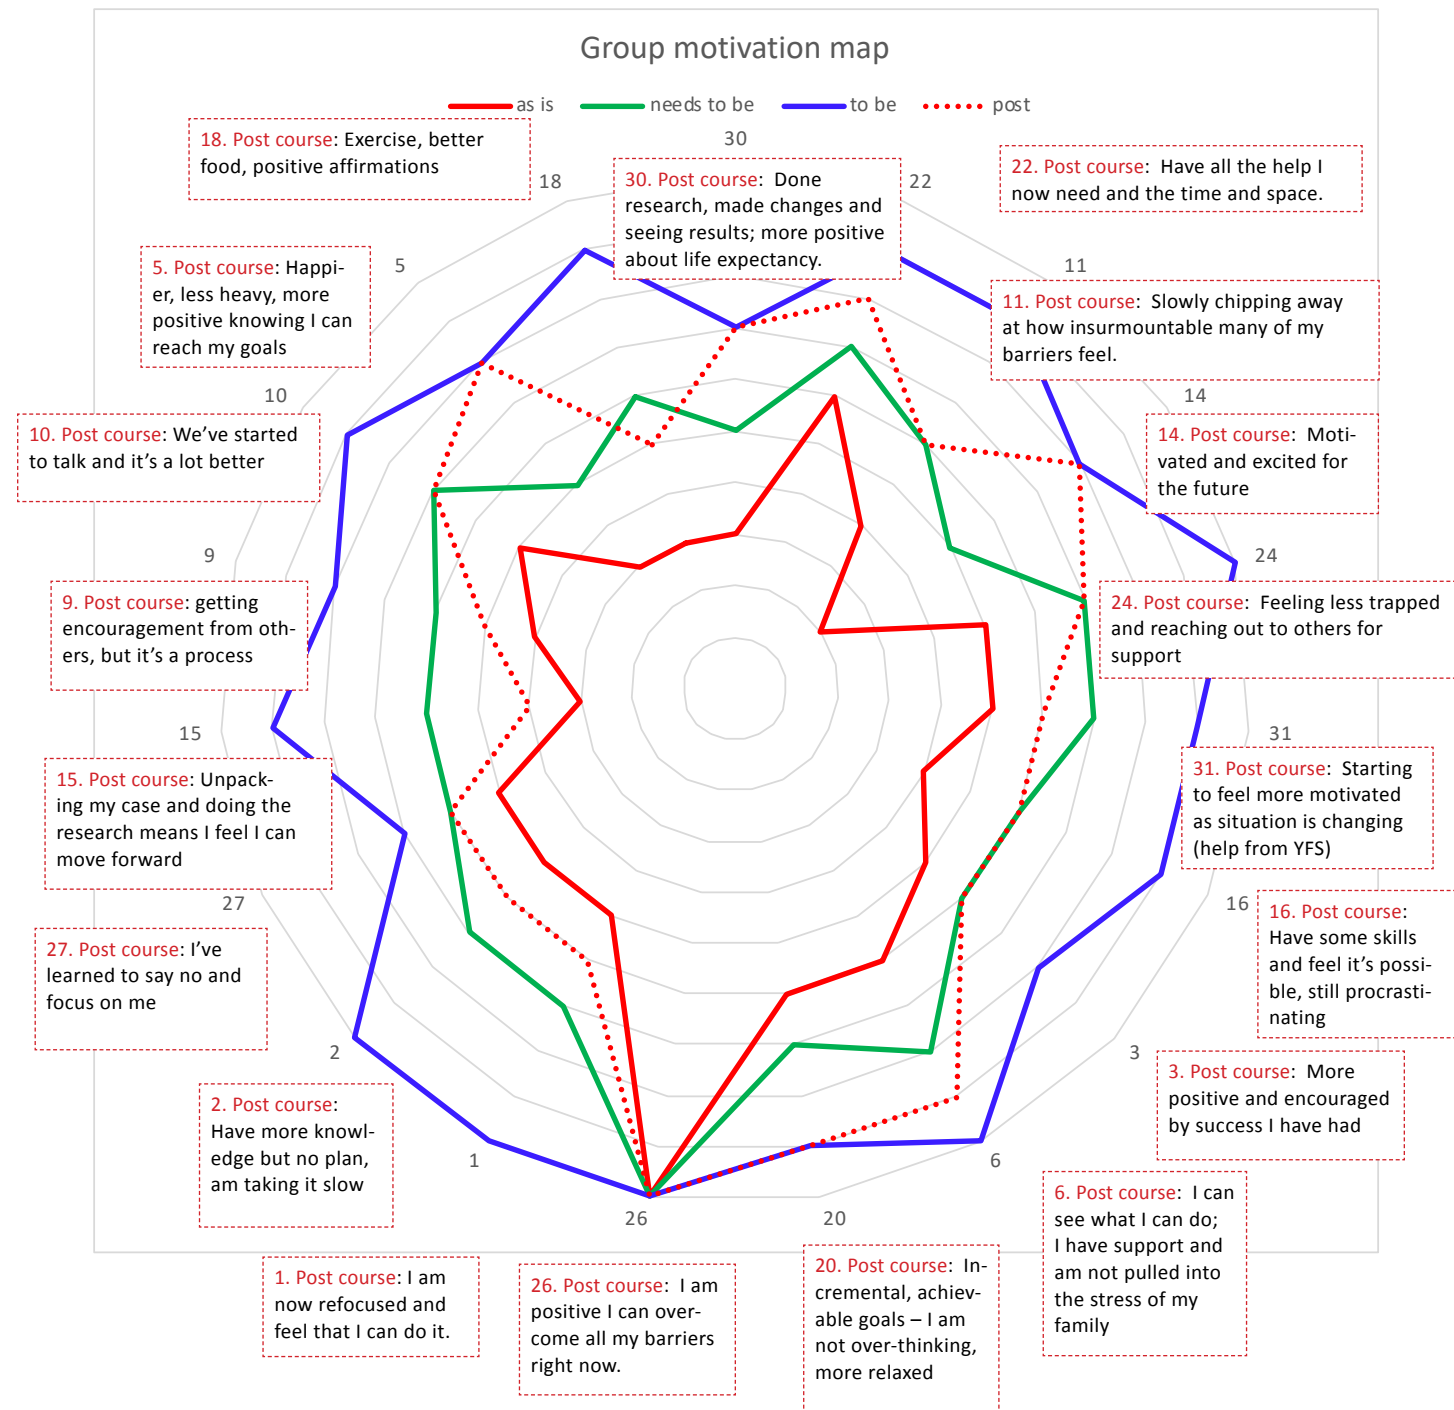 Group motivation map
as is
needs to be
to be
post
18. Post course: Exercise, better
food, positive affirmations
30
18
22
30. Post course:  Done
research, made changes and
seeing results; more positive
about life expectancy.
22. Post course:  Have all the help I
now need and the time and space.
5. Post course: Happi-
er, less heavy, more
positive knowing I can
reach my goals
5
11
11. Post course:  Slowly chipping away
at how insurmountable many of my
barriers feel.
10
14
10. Post course: We've started
to talk and it's a lot better
14. Post course:  Moti-
vated and excited for
the future
9
24
9. Post course: getting
encouragement from oth-
ers, but it's a process
24. Post course:  Feeling less trapped
and reaching out to others for
support
15
31
15. Post course: Unpack-
ing my case and doing the
research means I feel I can
move forward
31. Post course:  Starting
to feel more motivated
as situation is changing
(help from YFS)
27
16
27. Post course: I've
learned to say no and
focus on me
16. Post course:
Have some skills
and feel it's possi-
ble, still procrasti-
nating
2
3
2. Post course:
Have more knowl-
edge but no plan,
am taking it slow
3. Post course:  More
positive and encouraged
by success I have had
1
6
26
20
6. Post course:  I can
see what I can do;
I have support and
am not pulled into
the stress of my
family
1. Post course: I am
now refocused and
feel that I can do it.
26. Post course:  I am
positive I can over-
come all my barriers
right now.
20. Post course:  In-
cremental, achiev-
able goals – I am
not over-thinking,
more relaxed